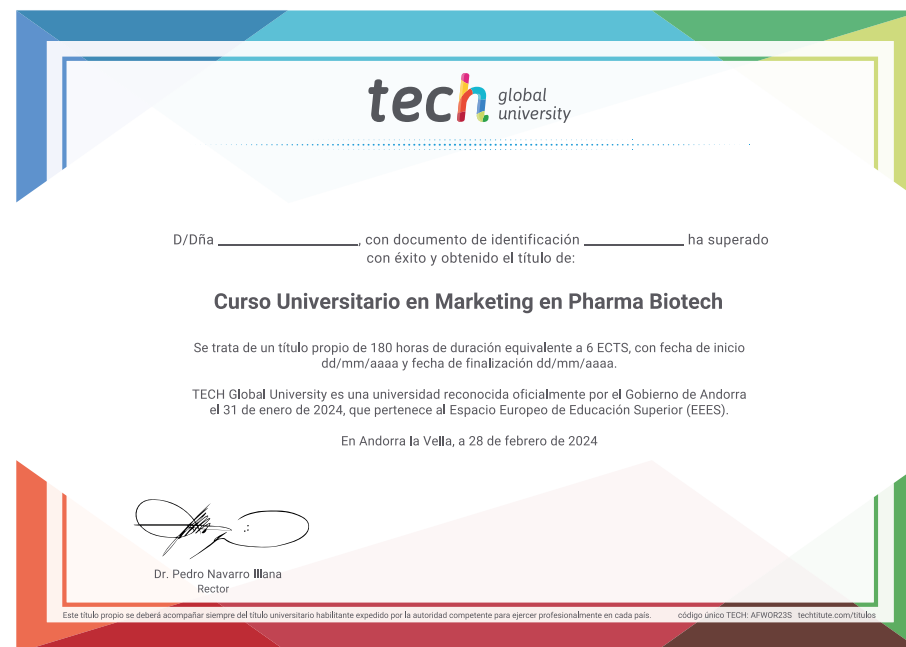 tech global
university
D/Dña ____________________, con documento de identificación ______________ ha superado
con éxito y obtenido el título de:
Curso Universitario en Marketing en Pharma Biotech
Se trata de un título propio de 180 horas de duración equivalente a 6 ECTS, con fecha de inicio
dd/mm/aaaa y fecha de finalización dd/mm/aaaa.
TECH Global University es una universidad reconocida oficialmente por el Gobierno de Andorra
el 31 de enero de 2024, que pertenece al Espacio Europeo de Educación Superior (EEES).
En Andorra la Vella, a 28 de febrero de 2024
Dr. Pedro Navarro Illana
Rector
Este título propio se deberá acompañar siempre del título universitario habilitante expedido por la autoridad competente para ejercer profesionalmente en cada país. código único TECH: AFWOR23S techtitute.com/titulos